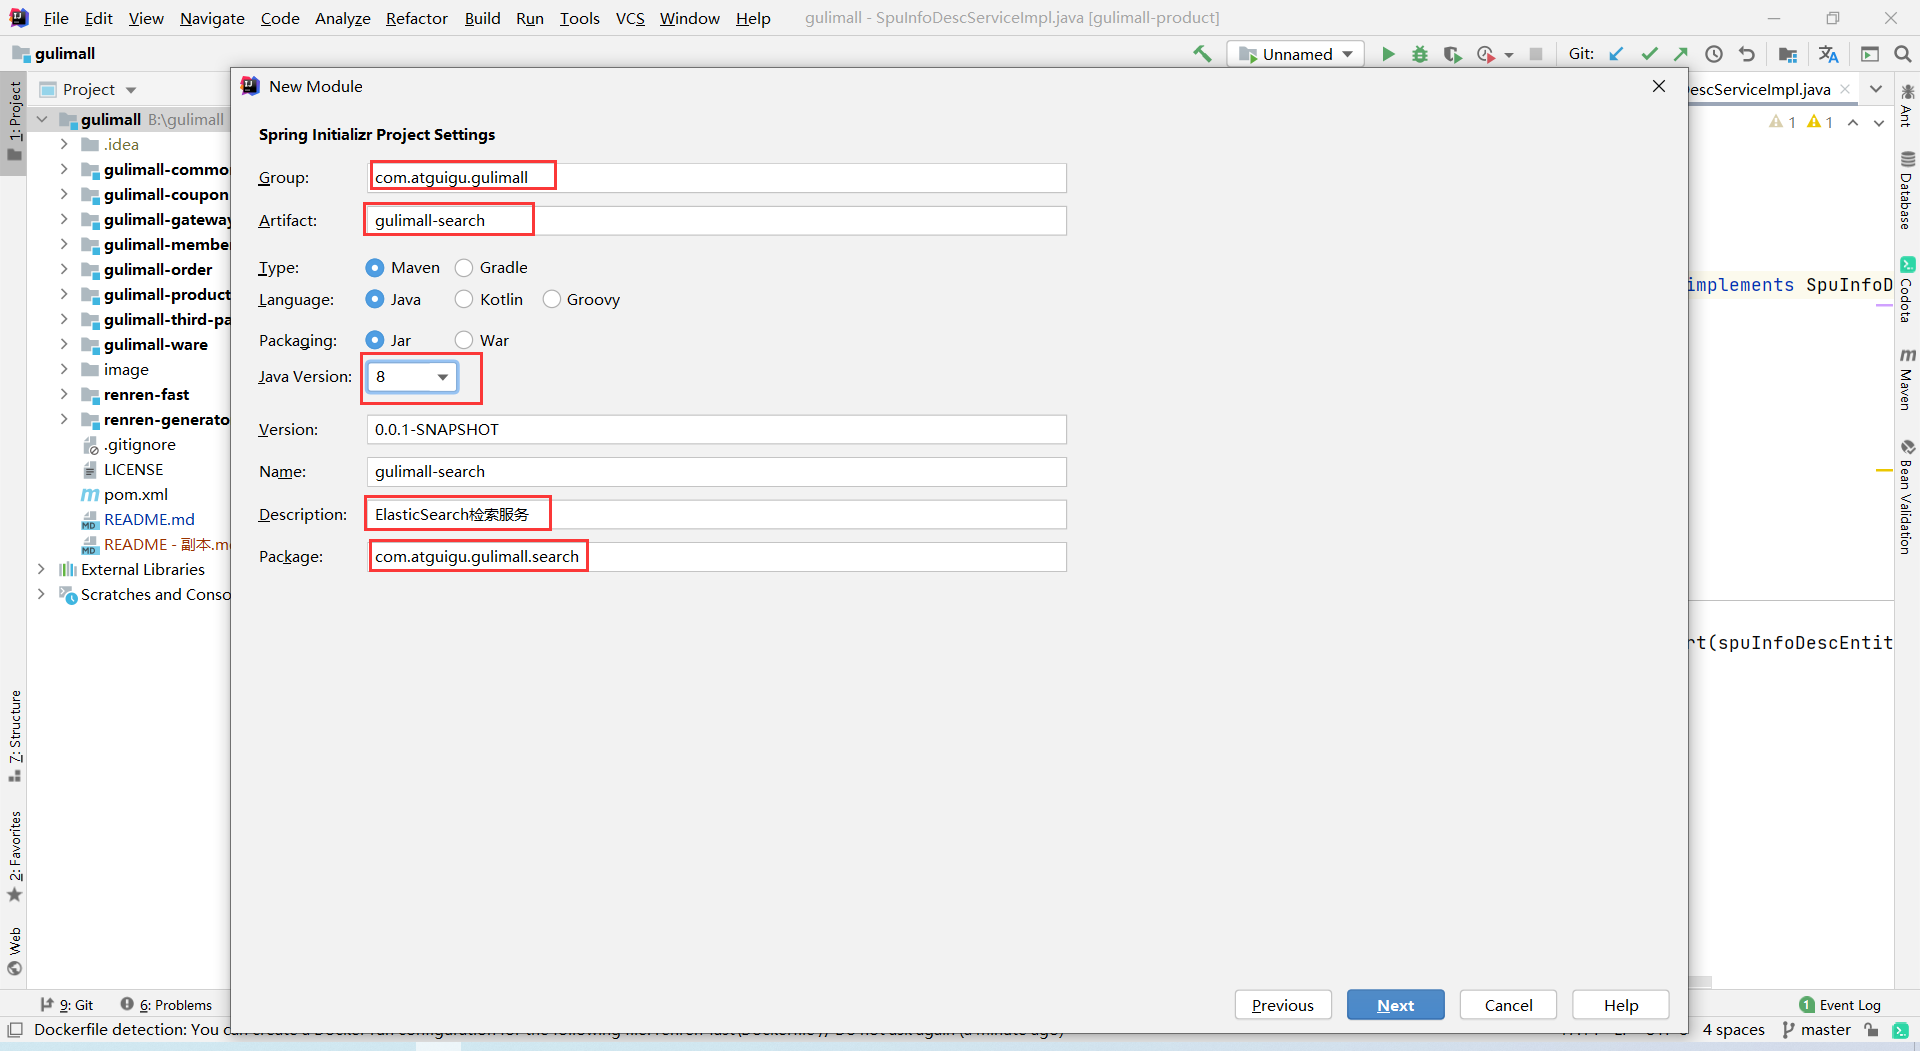 File Edit View Navigate Code Analyze Refactor Build Run Tools VCS Window Help gulimall - SpuInfoDescServiceImpl.java [gulimall-product]
gulimall
Unnamed
Git:
1: Project
Project
gulimall B:\gulimall
.idea
gulimall-commo
gulimall-coupon
gulimall-gateway
gulimall-membe
gulimall-order
gulimall-product
gulimall-third-pa
gulimall-ware
image
renren-fast
renren-generato
.gitignore
LICENSE
pom.xml
README.md
README - 副本.m
External Libraries
Scratches and Conso
7: Structure
2: Favorites
Web
New Module
Spring Initializr Project Settings
Group: com.atguigu.gulimall
Artifact: gulimall-search
Type: Maven Gradle
Language: Java Kotlin Groovy
Packaging: Jar War
Java Version: 8
Version: 0.0.1-SNAPSHOT
Name: gulimall-search
Description: ElasticSearch检索服务
Package: com.atguigu.gulimall.search
Previous Next Cancel Help
escServiceImpl.java
1 1
implements SpuInfoD
rt(spuInfoDescEntit
Ant
Database
Codota
Maven
Bean Validation
9: Git 6: Problems
1 Event Log
Dockerfile detection: You c
4 spaces master